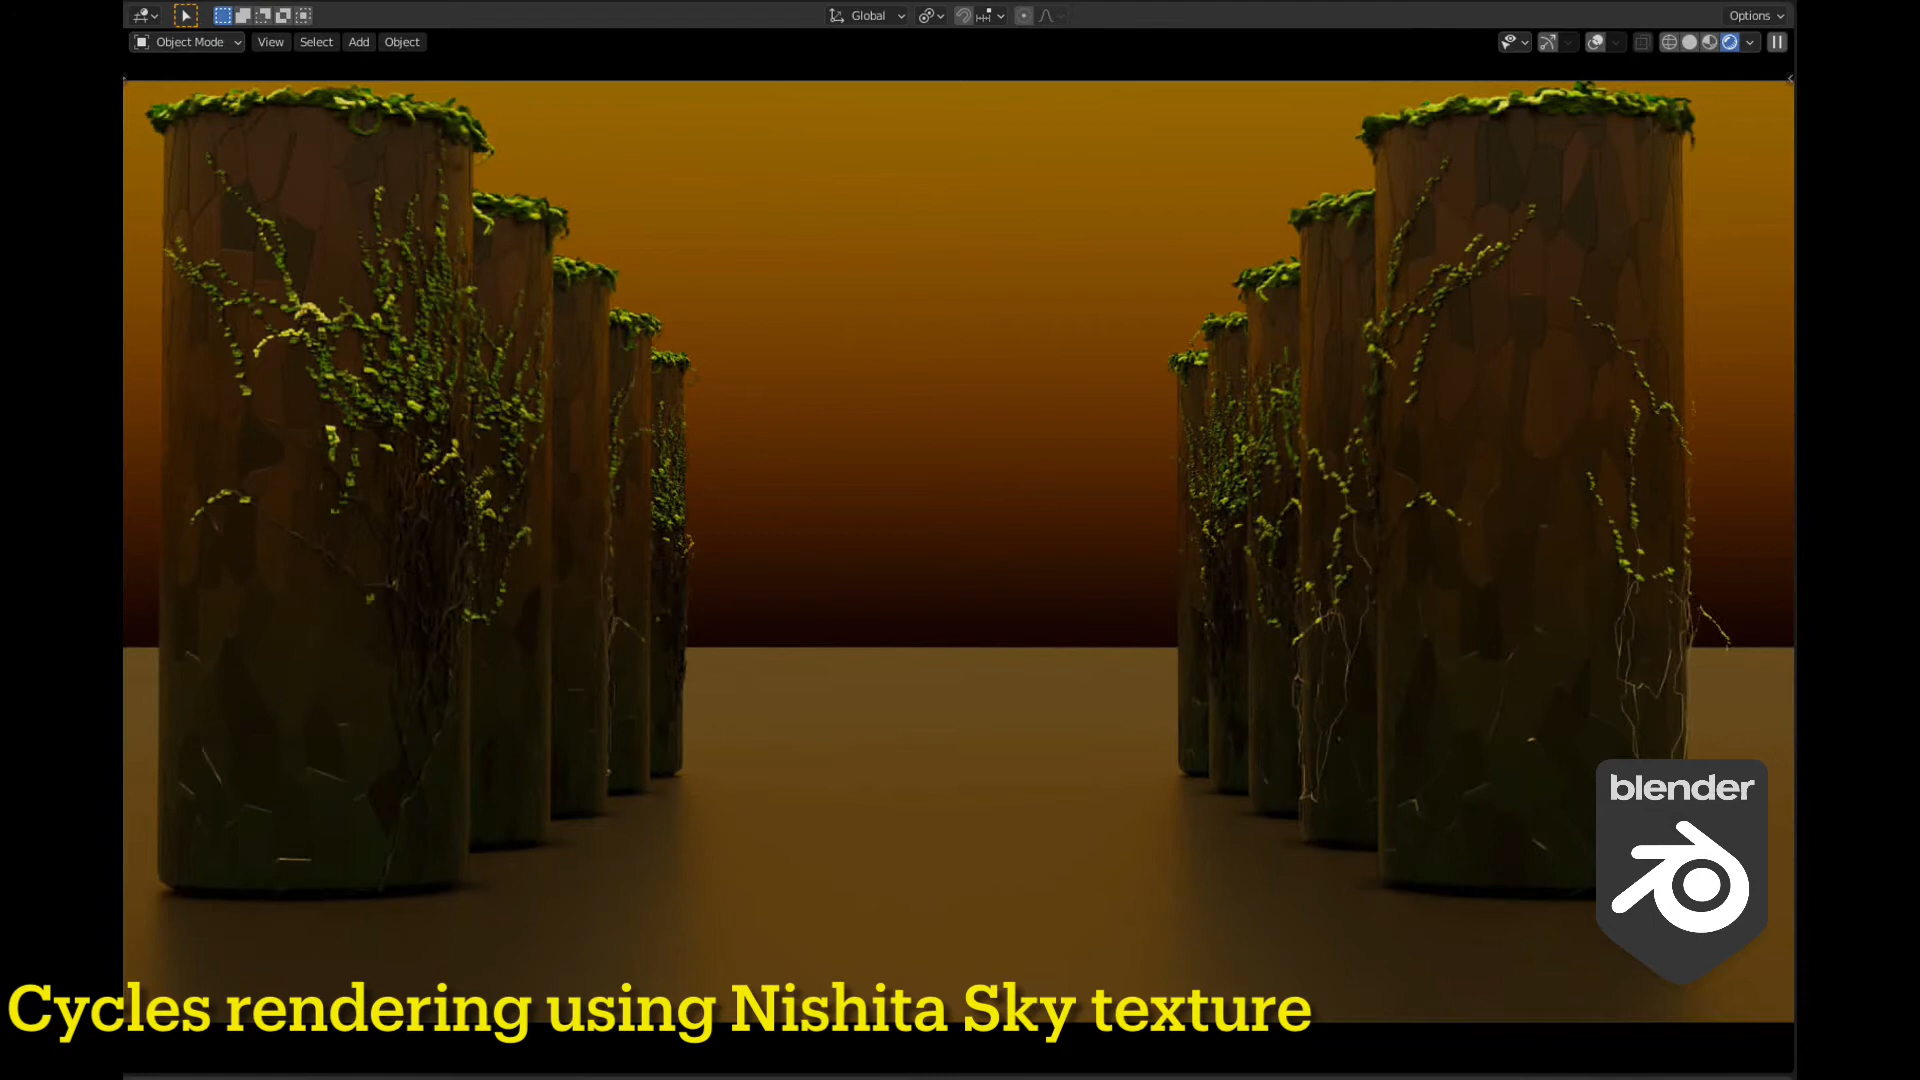 Global
Options
Object Mode
View
Select
Add
Object
blender
Cycles rendering using Nishita Sky texture